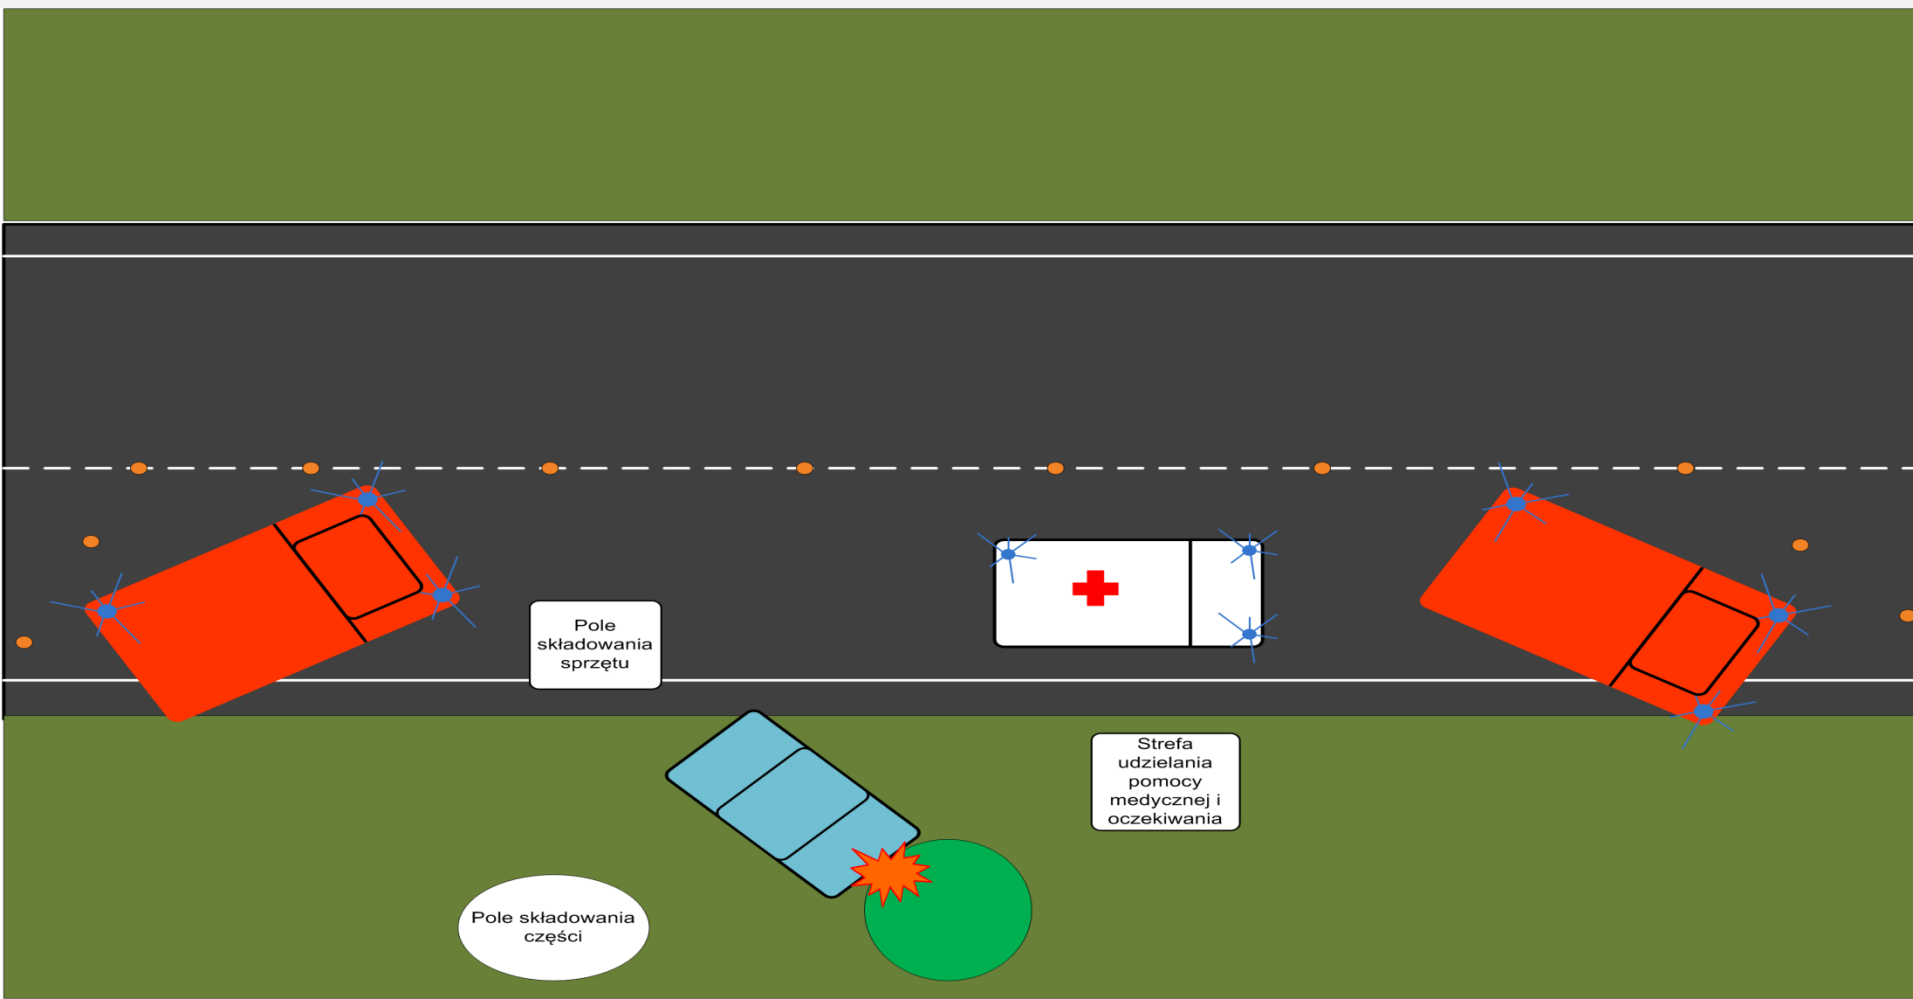 Pole
składowania
sprzętu
Strefa
udzielania
pomocy
medycznej i
oczekiwania
Pole składowania
części